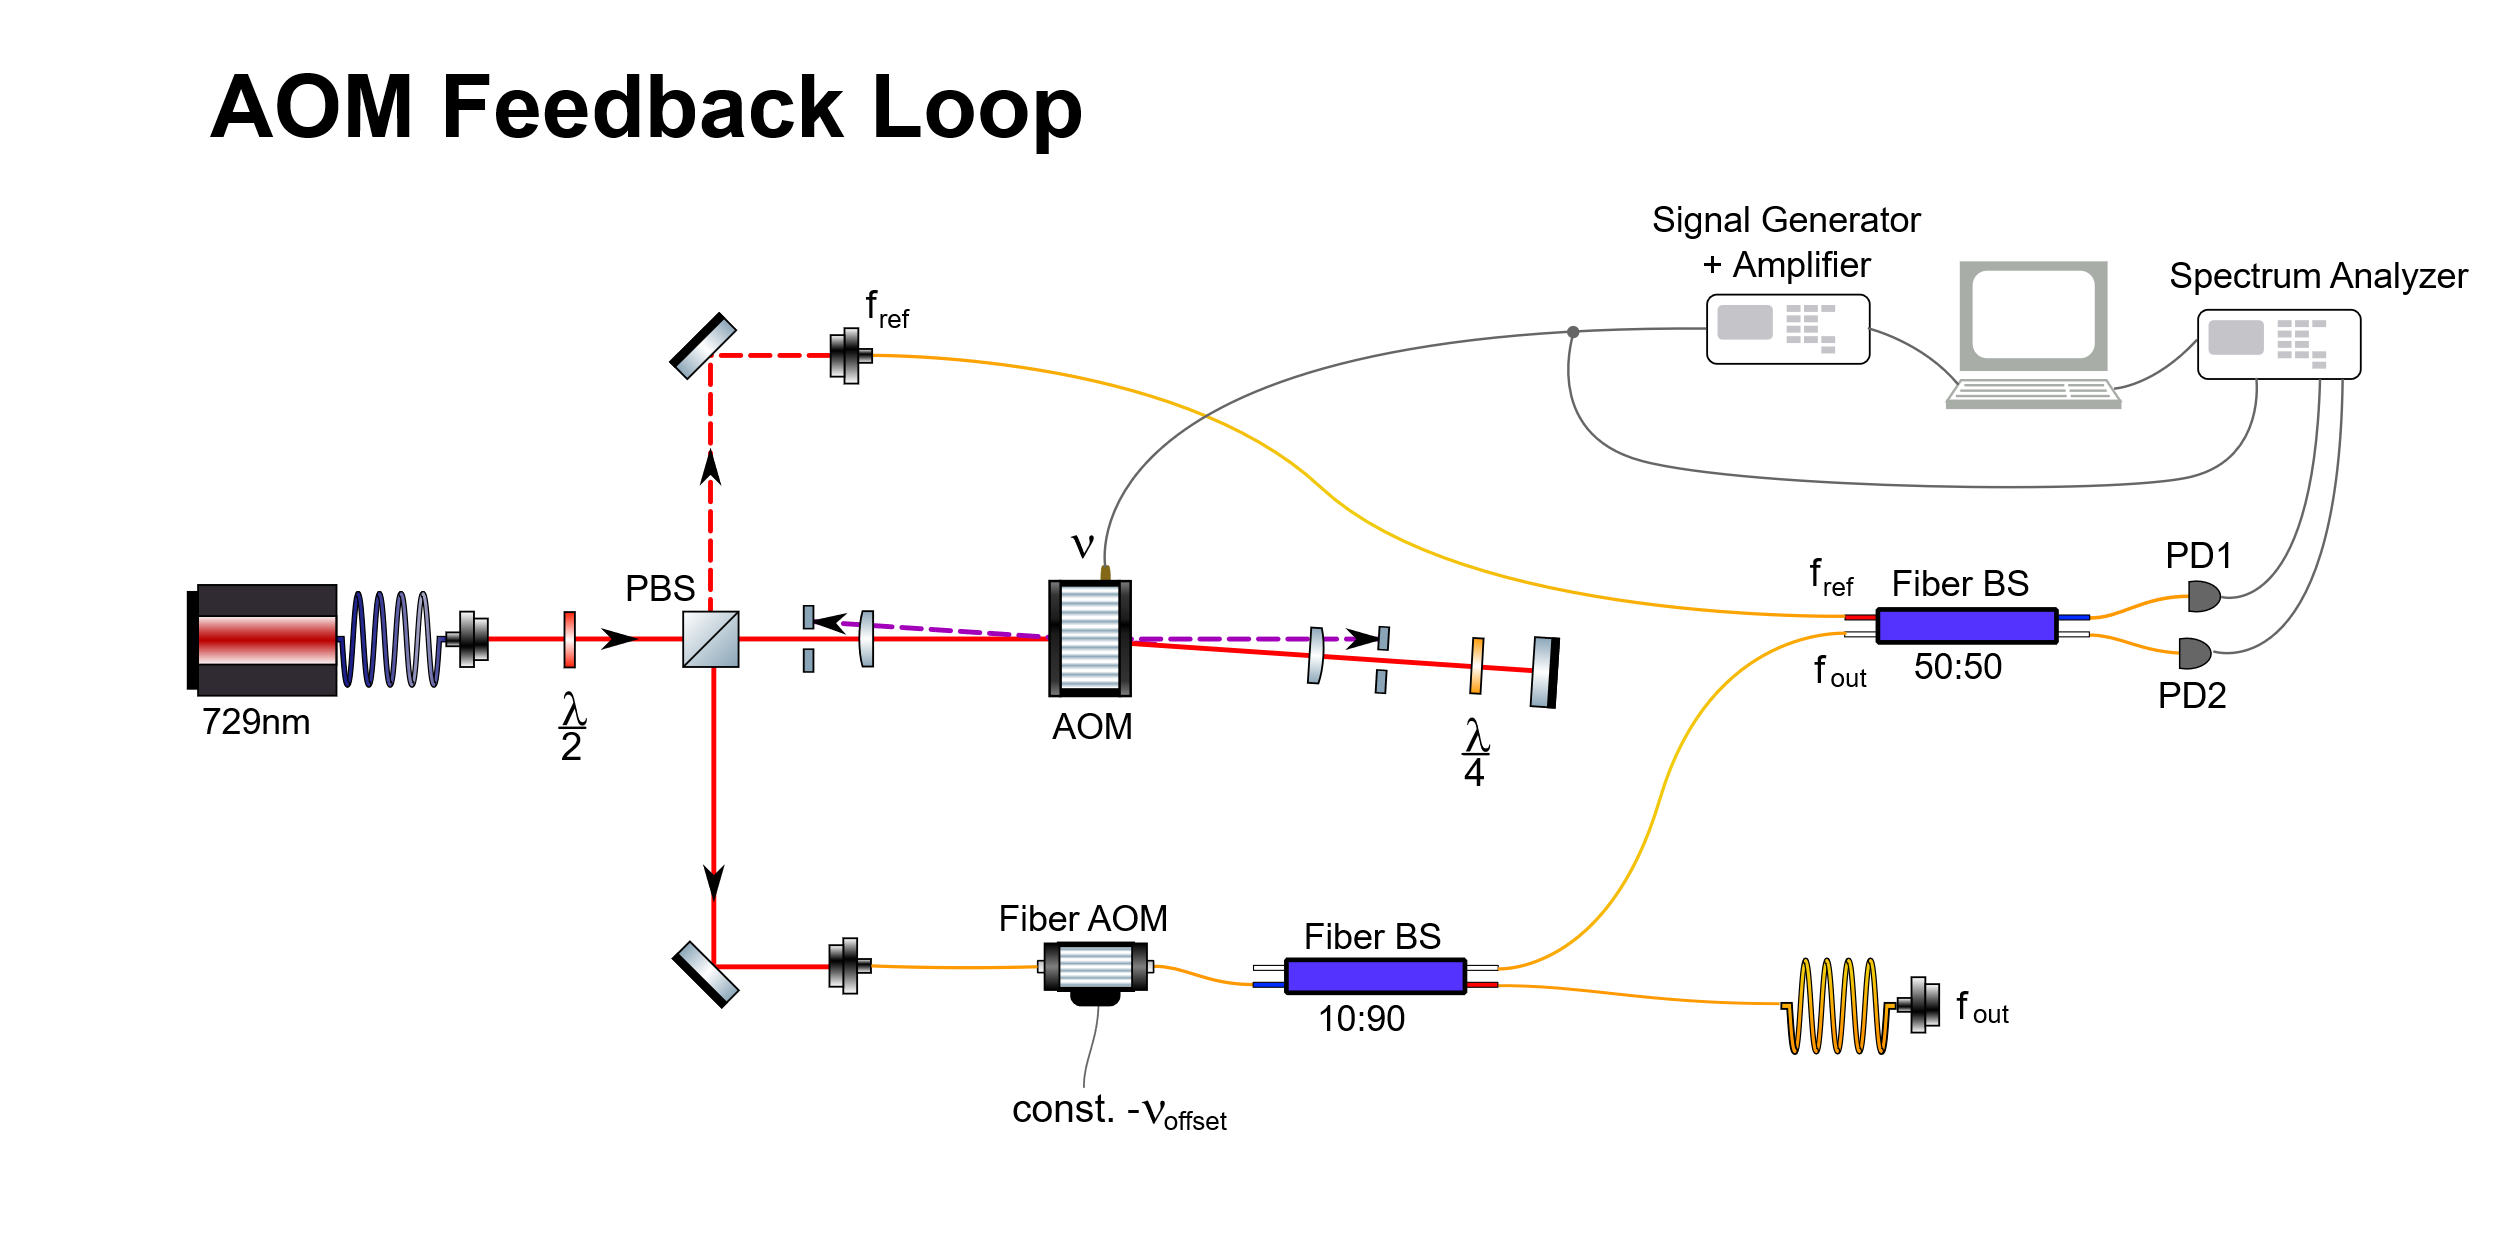 AOM Feedback Loop
Signal Generator
+ Amplifier
Spectrum Analyzer
f ref
ν
PBS
PD1
f ref
Fiber BS
f out
50:50
PD2
729nm
λ
2
AOM
λ
4
Fiber AOM
Fiber BS
10:90
f out
const. -νoffset